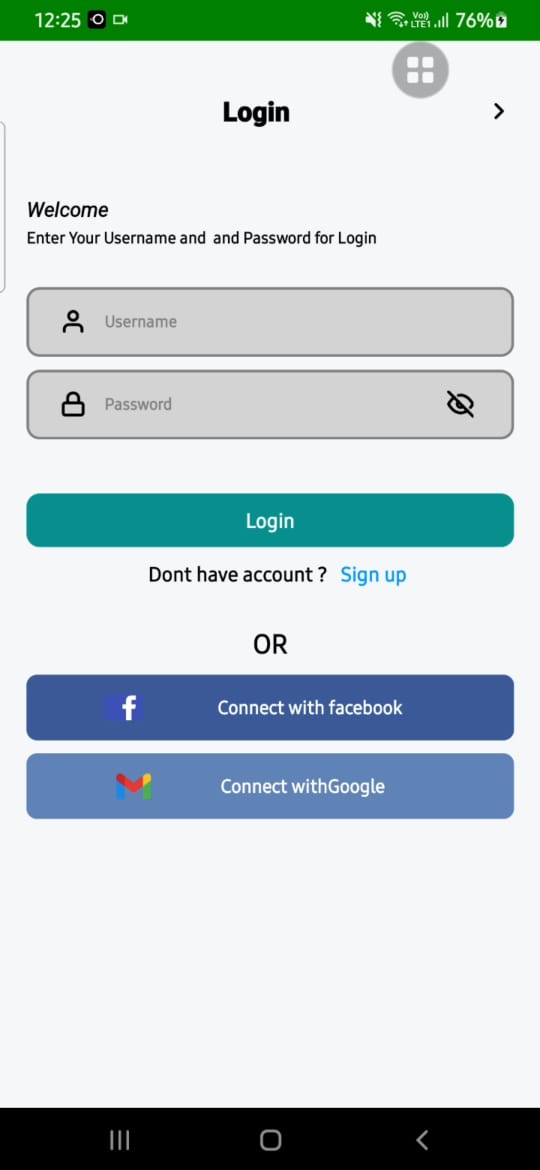 12:25 Vo) LTE1 76%
Login
Welcome
Enter Your Username and  and Password for Login
Username
Password
Login
Dont have account ? Sign up
OR
f Connect with facebook
Connect withGoogle